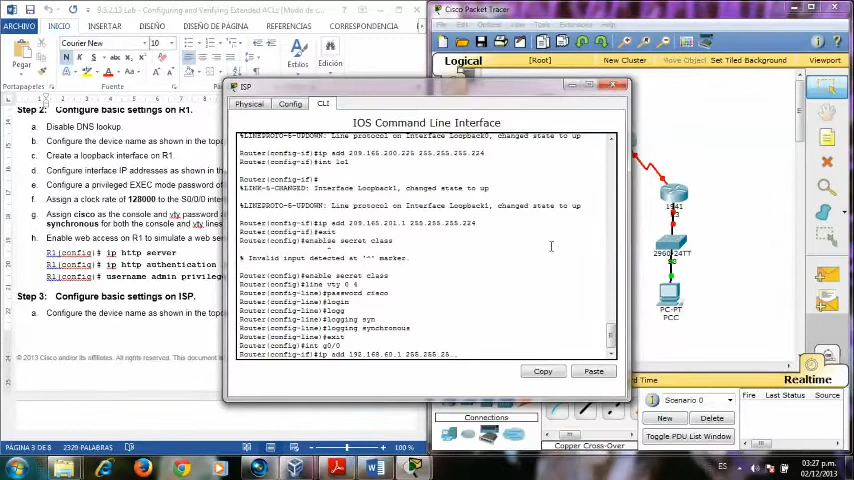 9.3.2.13 Lab - Configuring and Verifying Extended ACLs [Modo de c
Cisco Packet Tracer
ARCHIVO INICIO INSERTAR DISEÑO DISEÑO DE PÁGINA REFERENCIAS CORRESPONDENCIA
File Edit Options View Tools Extensions Help
Courier New 10
Pegar
Estilos
Edición
Logical [Root] New Cluster Move Object Set Tiled Background Viewport
Step 2: Configure basic settings on R1.
a. Disable DNS lookup.
b. Configure the device name as shown in the topo
c. Create a loopback interface on R1.
d. Configure interface IP addresses as shown in the
e. Configure a privileged EXEC mode password of
f. Assign a clock rate of 128000 to the S0/0/0 interf
g. Assign cisco as the console and vty password a
h. Enable web access on R1 to simulate a web serv
R1(config)# ip http server
R1(config)# ip http authentication
R1(config)# username admin privilege
Step 3: Configure basic settings on ISP.
a. Configure the device name as shown in the topo
© 2013 Cisco and/or its affiliates. All rights reserved. This document is
PÁGINA 3 DE 8 2329 PALABRAS 100 %
ISP
Physical Config CLI
IOS Command Line Interface
%LINEPROTO-5-UPDOWN: Line protocol on Interface Loopback0, changed state to up
Router(config-if)#ip add 209.165.200.225 255.255.255.224
Router(config-if)#int lo1
Router(config-if)#
%LINK-5-CHANGED: Interface Loopback1, changed state to up
%LINEPROTO-5-UPDOWN: Line protocol on Interface Loopback1, changed state to up
Router(config-if)#ip add 209.165.201.1 255.255.255.224
Router(config-if)#exit
Router(config)#enablse secret class
^
% Invalid input detected at '^' marker.
Router(config)#enable secret class
Router(config)#line vty 0 4
Router(config-line)#password cisco
Router(config-line)#login
Router(config-line)#logg
Router(config-line)#logging syn
Router(config-line)#logging synchronous
Router(config-line)#exit
Router(config)#int g0/0
Router(config-if)#ip add 192.168.60.1 255.255.25
Copy Paste
1941
R3
2960-24TT
S3
PC-PT
PCC
Realtime
Connections
Copper Cross-Over
Scenario 0
New Delete
Toggle PDU List Window
Fire Last Status Source
ES 03:27 p.m.
02/12/2013